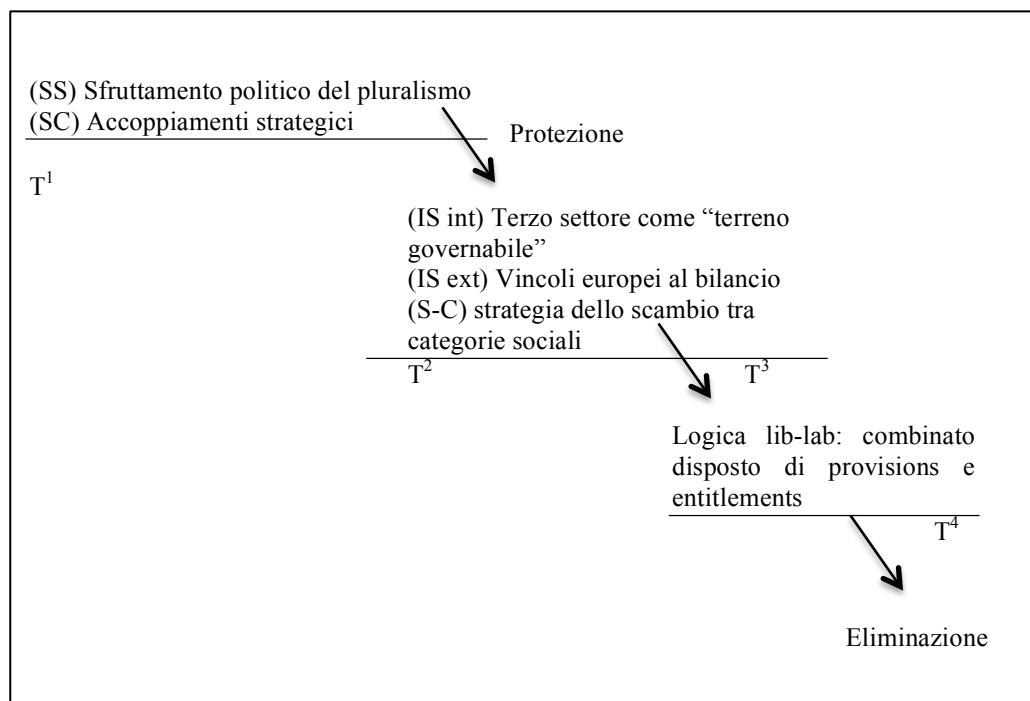 (SS) Sfruttamento politico del pluralismo
(SC) Accoppiamenti strategici
Protezione
T¹
(IS int) Terzo settore come “terreno
governabile”
(IS ext) Vincoli europei al bilancio
(S-C) strategia dello scambio tra
categorie sociali
T² T³
Logica lib-lab: combinato
disposto di provisions e
entitlements
T⁴
Eliminazione